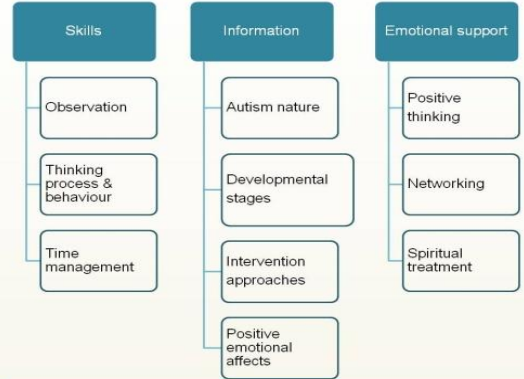 Skills
Observation
Thinking
process &
behaviour
Time
management
Information
Autism nature
Developmental
stages
Intervention
approaches
Positive
emotional
affects
Emotional support
Positive
thinking
Networking
Spiritual
treatment